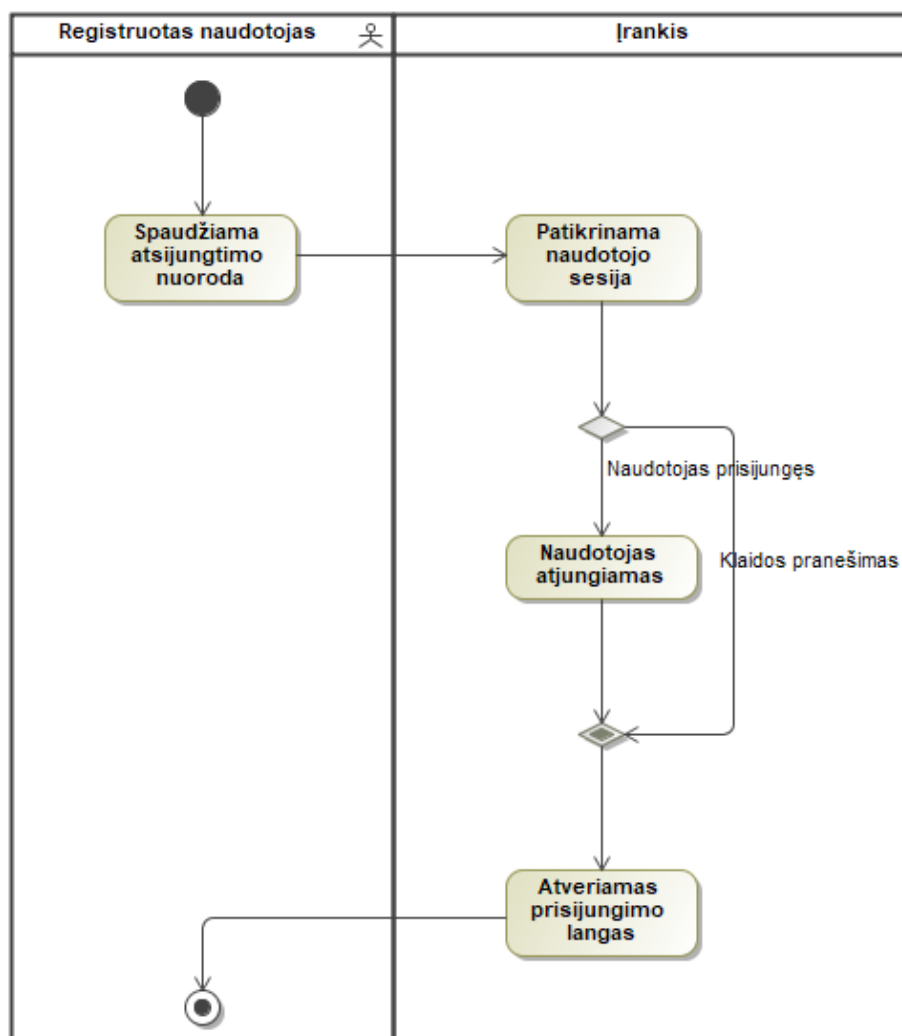 Registruotas naudotojas
Įrankis
Spaudžiama
atsijungtimo
nuoroda
Patikrinama
naudotojo
sesija
Naudotojas prisijungęs
Naudotojas
atjungiamas
Klaidos pranešimas
Atveriamas
prisijungimo
langas